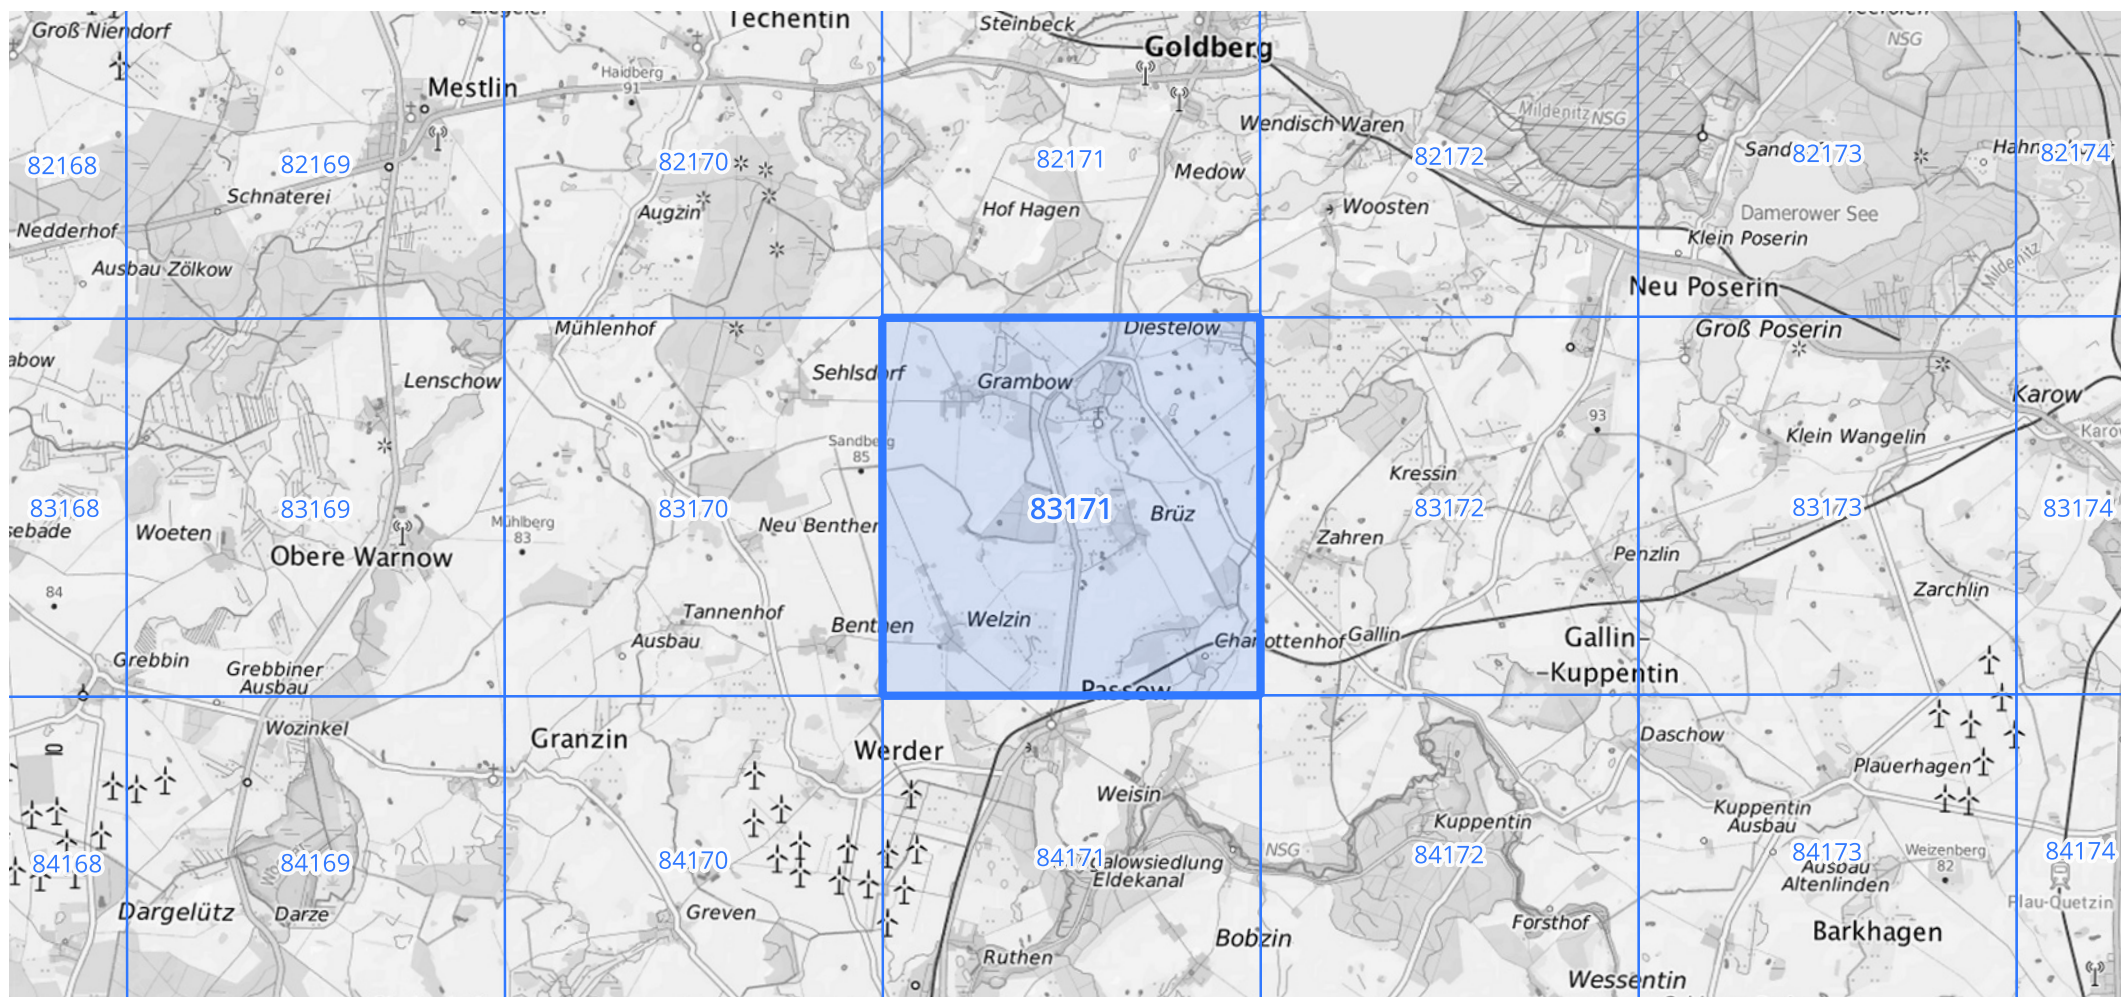 Groß Niendorf
Techentin
Steinbeck
Goldberg
NSG
Haidberg
91
Mestlin
Mildenitz NSG
Wendisch Waren
82168
82169
82170
82171
82172
82173
82174
Medow
Schnaterei
Augzin
Hof Hagen
Woosten
Damerower See
Nedderhof
Klein Poserin
Ausbau Zölkow
Mildenitz
Neu Poserin
Mühlenhof
Diestelow
Groß Poserin
abow
Lenschow
Sehlsdorf
Grambow
Karow
93
Karow
Sandberg
85
Klein Wangelin
Kressin
83168
83169
83170
83171
83172
83173
83174
sebade
Woeten
Mühlberg
83
Neu Benthen
Brüz
Zahren
Obere Warnow
Penzlin
84
Zarchlin
Tannenhof
Benthen
Welzin
Ausbau
Charlottenhof
Gallin
Gallin-
-Kuppentin
Grebbin
Grebbiner
Ausbau
Passow
Wozinkel
Granzin
Werder
Daschow
Plauerhagen
Weisin
Kuppentin
Ausbau
Kuppentin
NSG
84168
84169
84170
84171
84172
84173
84174
alowsiedlung
Eldekanal
Weizenberg
82
Ausbau
Altenlinden
Plau-Quetzin
Dargelütz
Darze
Greven
Forsthof
Bobzin
Barkhagen
Ruthen
Wessentin